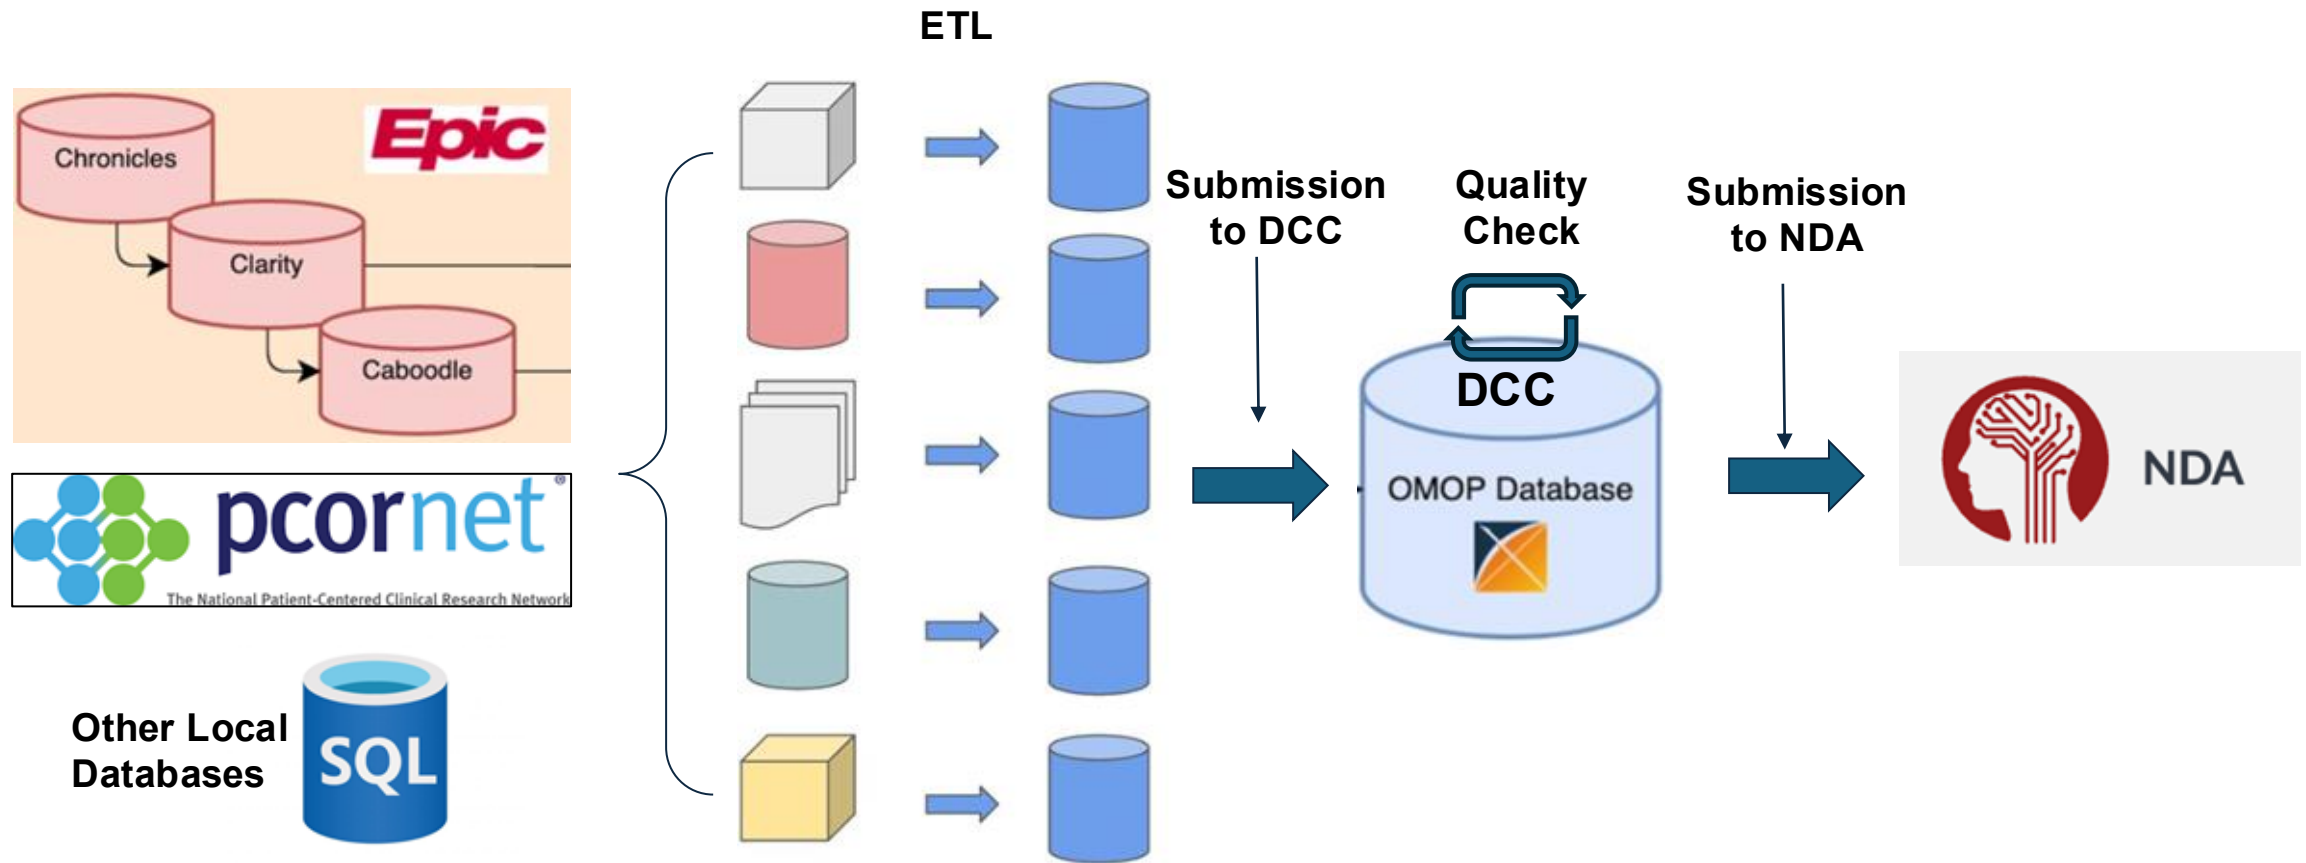 ETL
Chronicles
Epic
Clarity
Caboodle
pcornet®
The National Patient-Centered Clinical Research Network
Other Local
Databases
SQL
Submission
to DCC
Quality
Check
DCC
OMOP Database
Submission
to NDA
NDA